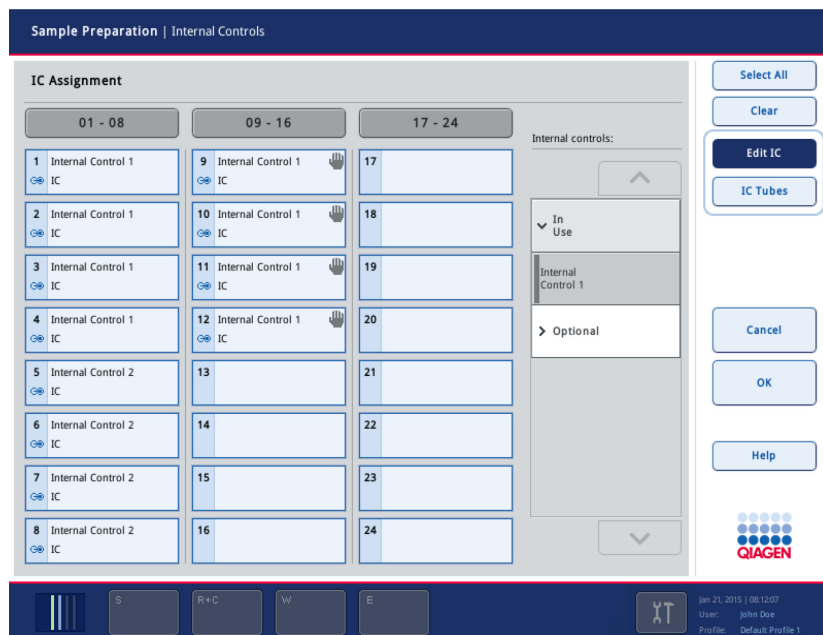 Sample Preparation | Internal Controls
IC Assignment
01 - 08
09 - 16
17 - 24
1 Internal Control 1
IC
2 Internal Control 1
IC
3 Internal Control 1
IC
4 Internal Control 1
IC
5 Internal Control 2
IC
6 Internal Control 2
IC
7 Internal Control 2
IC
8 Internal Control 2
IC
9 Internal Control 1
IC
10 Internal Control 1
IC
11 Internal Control 1
IC
12 Internal Control 1
IC
13
14
15
16
17
18
19
20
21
22
23
24
Internal controls:
In
Use
Internal
Control 1
Optional
Select All
Clear
Edit IC
IC Tubes
Cancel
OK
Help
QIAGEN
S
R+C
W
E
Jan 21, 2015 | 08:12:07
User: John Doe
Profile: Default Profile 1